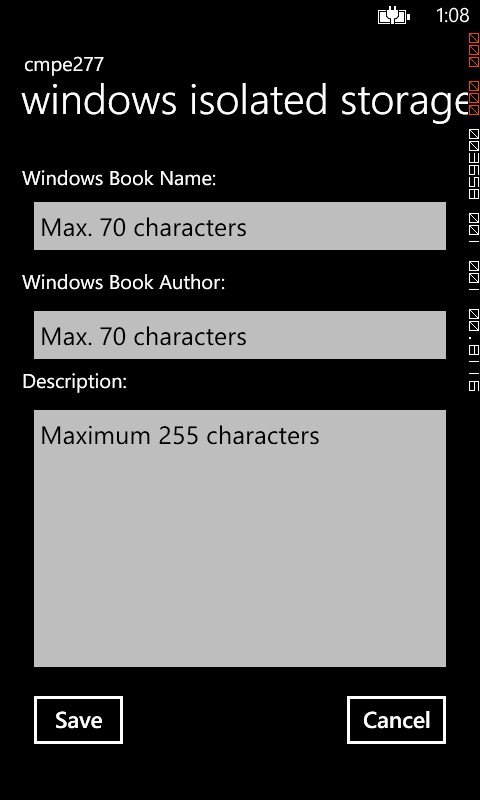 1:08
cmpe277
windows isolated storage
Windows Book Name:
Max. 70 characters
Windows Book Author:
Max. 70 characters
Description:
Maximum 255 characters
Save
Cancel